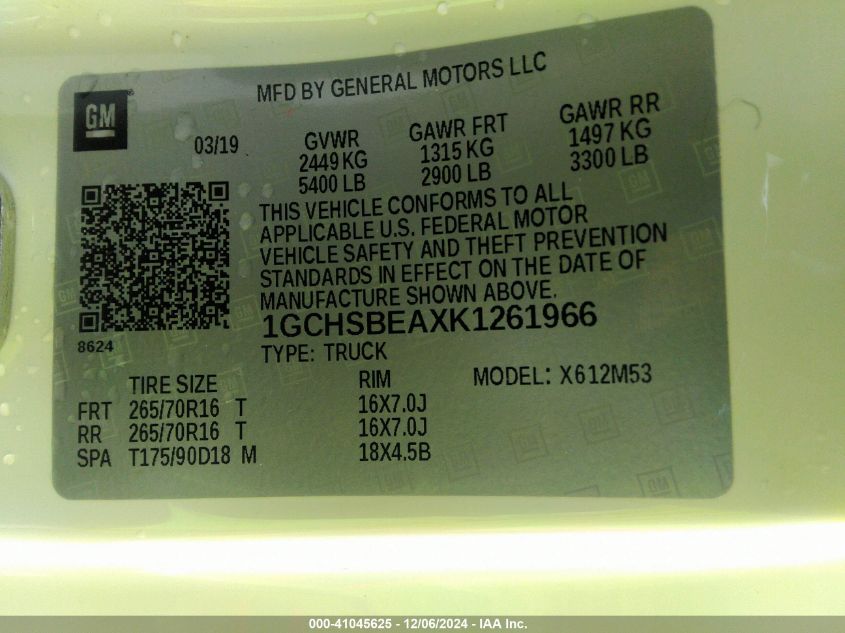 MFD BY GENERAL MOTORS LLC
GM
03/19
GVWR
2449 KG
5400 LB
GAWR FRT
1315 KG
2900 LB
GAWR RR
1497 KG
3300 LB
THIS VEHICLE CONFORMS TO ALL
APPLICABLE U.S. FEDERAL MOTOR
VEHICLE SAFETY AND THEFT PREVENTION
STANDARDS IN EFFECT ON THE DATE OF
MANUFACTURE SHOWN ABOVE.
8624
1GCHSBEAXK1261966
TYPE: TRUCK
TIRE SIZE RIM MODEL: X612M53
FRT 265/70R16 T 16X7.0J
RR 265/70R16 T 16X7.0J
SPA T175/90D18 M 18X4.5B
000-41045625 - 12/06/2024 - IAA Inc.